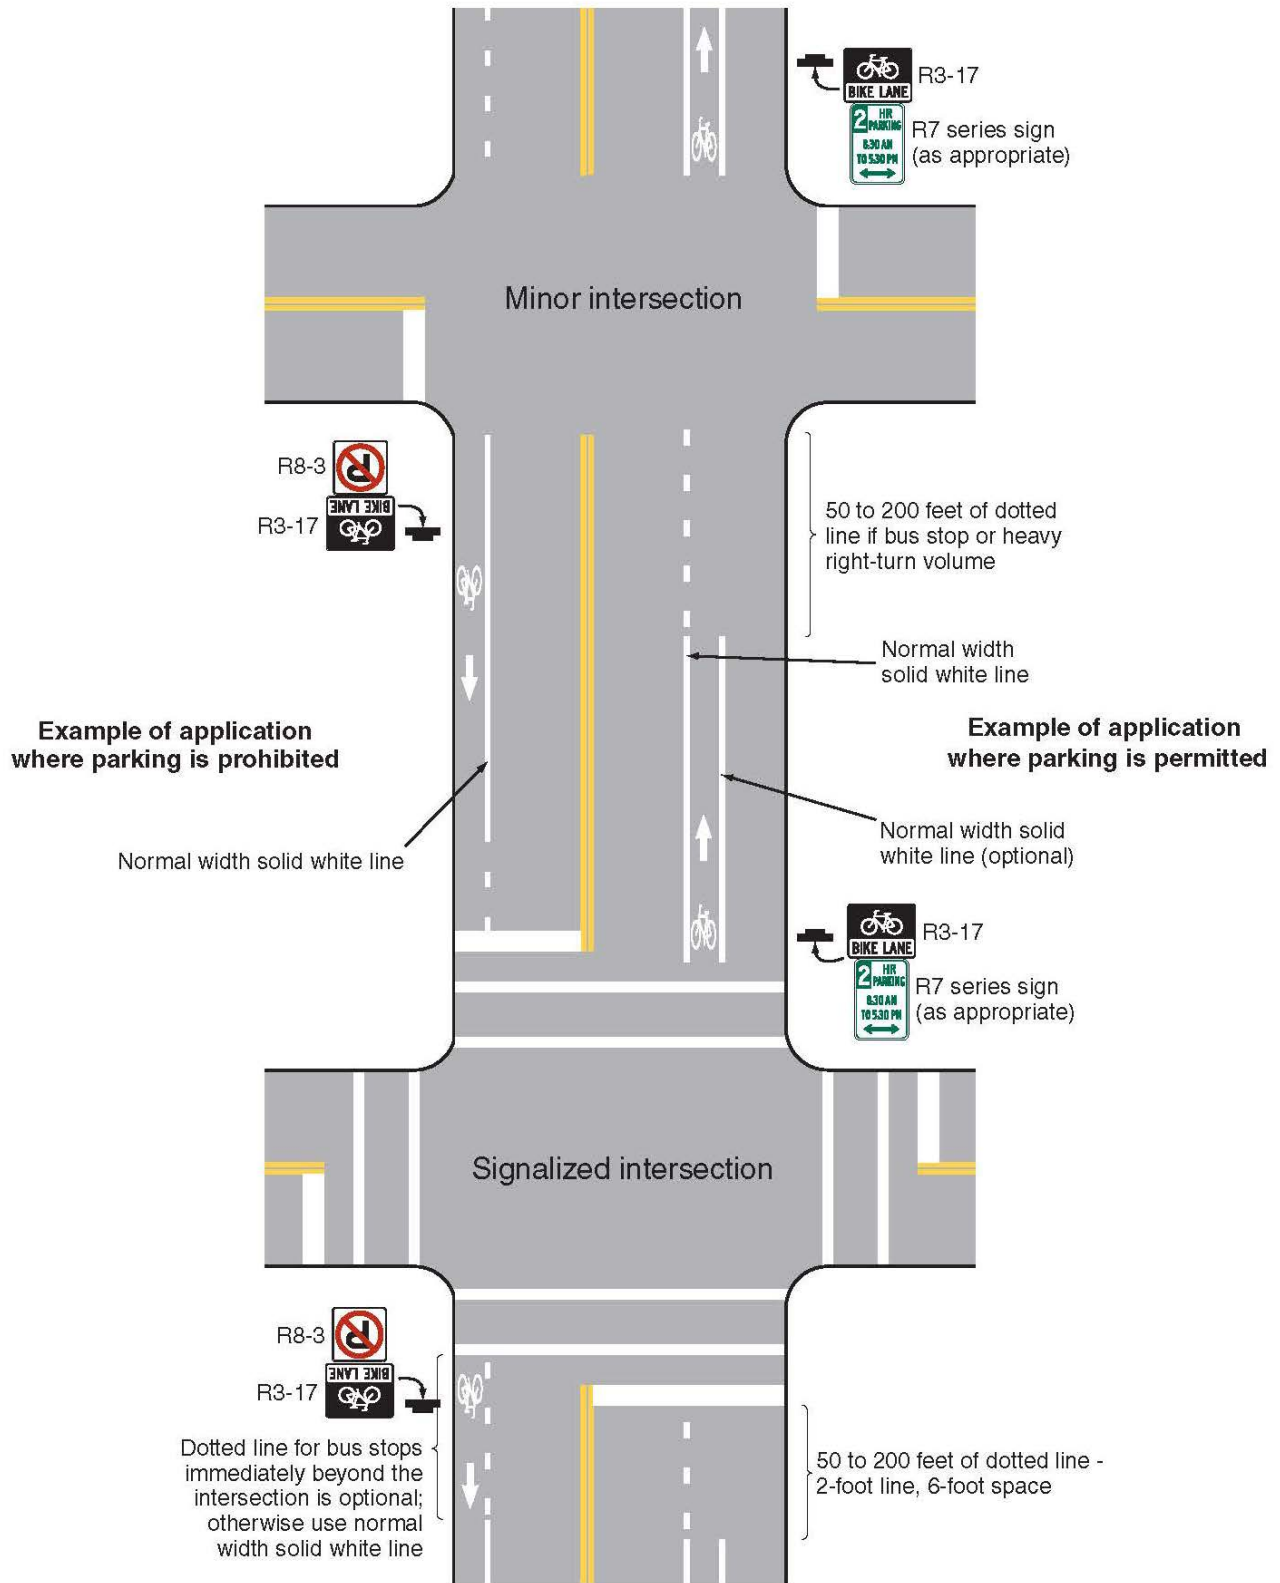 R3-17
BIKE LANE
2 HR
PARKING
8:30 AM
TO 5:30 PM
R7 series sign
(as appropriate)
Minor intersection
R8-3
P
BIKE LANE
R3-17
50 to 200 feet of dotted
line if bus stop or heavy
right-turn volume
Normal width
solid white line
Example of application
where parking is prohibited
Example of application
where parking is permitted
Normal width solid white line
Normal width solid
white line (optional)
R3-17
BIKE LANE
2 HR
PARKING
8:30 AM
TO 5:30 PM
R7 series sign
(as appropriate)
Signalized intersection
R8-3
P
BIKE LANE
R3-17
Dotted line for bus stops
immediately beyond the
intersection is optional;
otherwise use normal
width solid white line
50 to 200 feet of dotted line -
2-foot line, 6-foot space